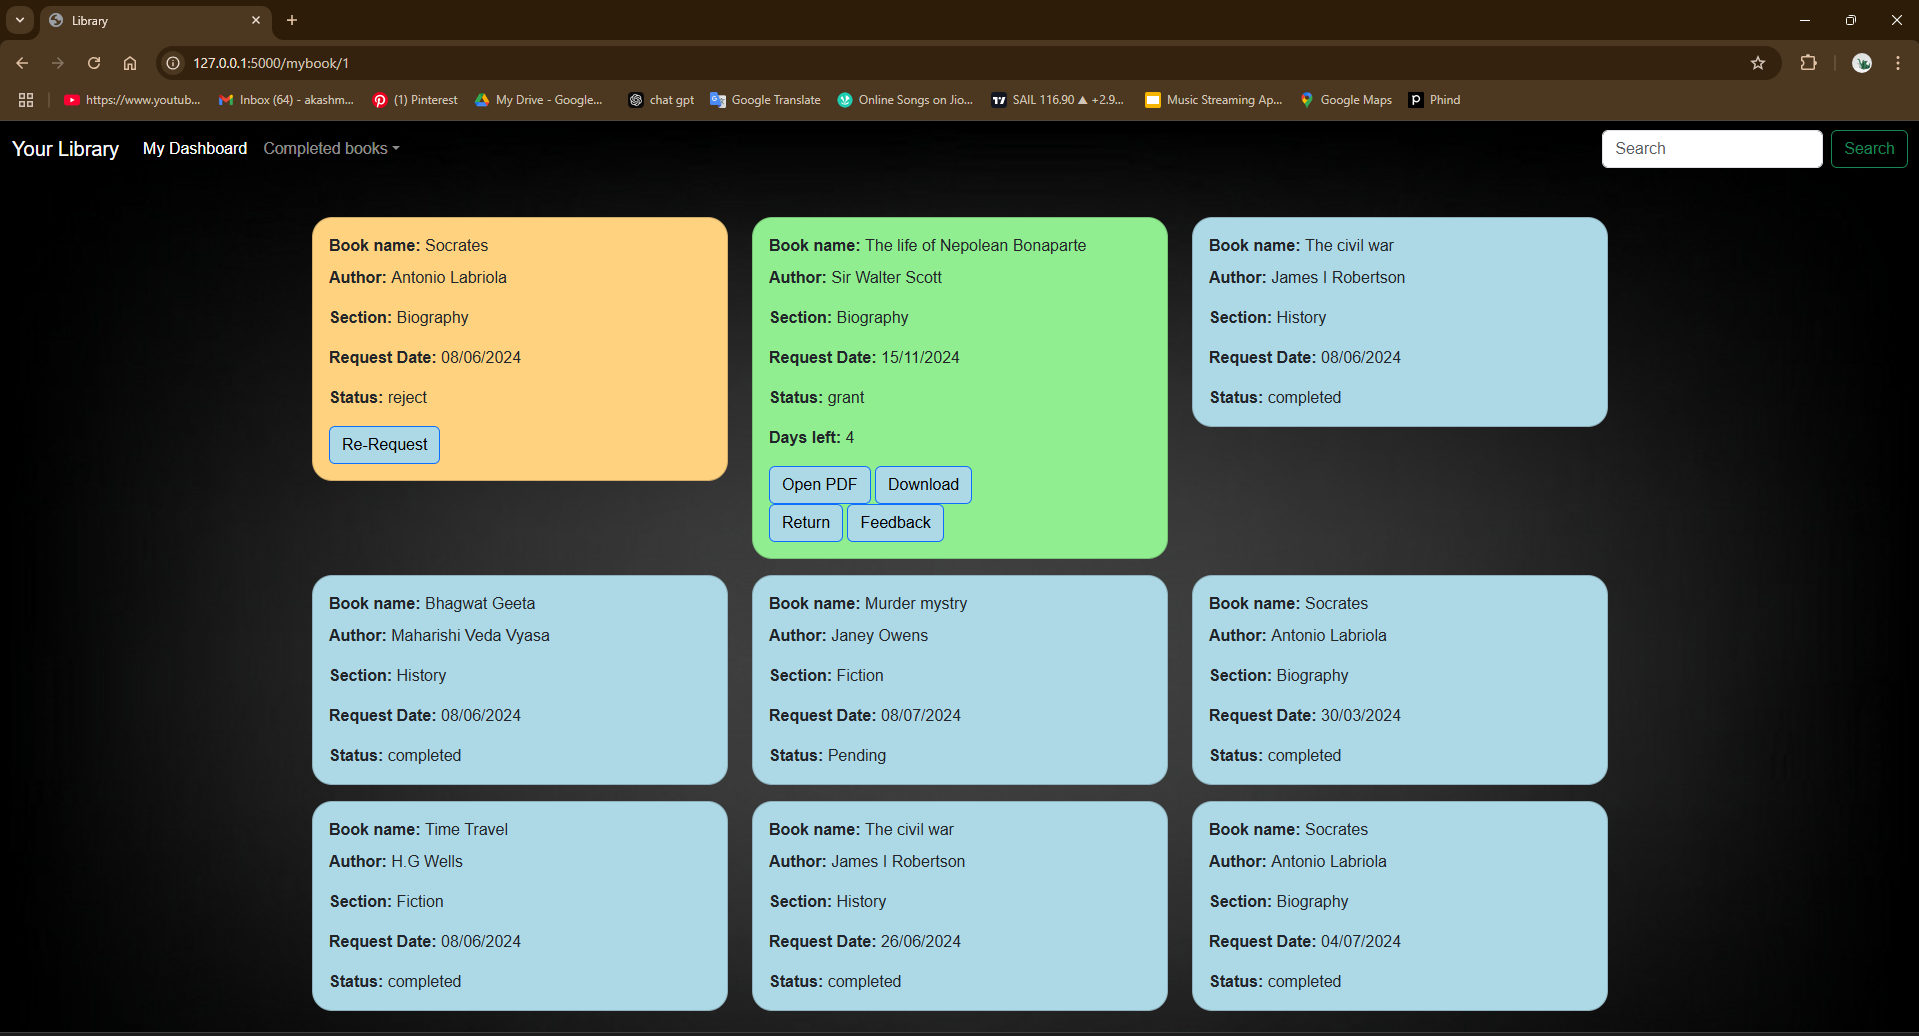 Library
127.0.0.1:5000/mybook/1
https://www.youtub... Inbox (64) - akashm... (1) Pinterest My Drive - Google... chat gpt Google Translate Online Songs on Jio... SAIL 116.90 ▲ +2.9... Music Streaming Ap... Google Maps Phind
Your Library My Dashboard Completed books Search Search
Book name: Socrates
Author: Antonio Labriola
Section: Biography
Request Date: 08/06/2024
Status: reject
Re-Request
Book name: The life of Nepolean Bonaparte
Author: Sir Walter Scott
Section: Biography
Request Date: 15/11/2024
Status: grant
Days left: 4
Open PDF Download
Return Feedback
Book name: The civil war
Author: James I Robertson
Section: History
Request Date: 08/06/2024
Status: completed
Book name: Bhagwat Geeta
Author: Maharishi Veda Vyasa
Section: History
Request Date: 08/06/2024
Status: completed
Book name: Murder mystry
Author: Janey Owens
Section: Fiction
Request Date: 08/07/2024
Status: Pending
Book name: Socrates
Author: Antonio Labriola
Section: Biography
Request Date: 30/03/2024
Status: completed
Book name: Time Travel
Author: H.G Wells
Section: Fiction
Request Date: 08/06/2024
Status: completed
Book name: The civil war
Author: James I Robertson
Section: History
Request Date: 26/06/2024
Status: completed
Book name: Socrates
Author: Antonio Labriola
Section: Biography
Request Date: 04/07/2024
Status: completed